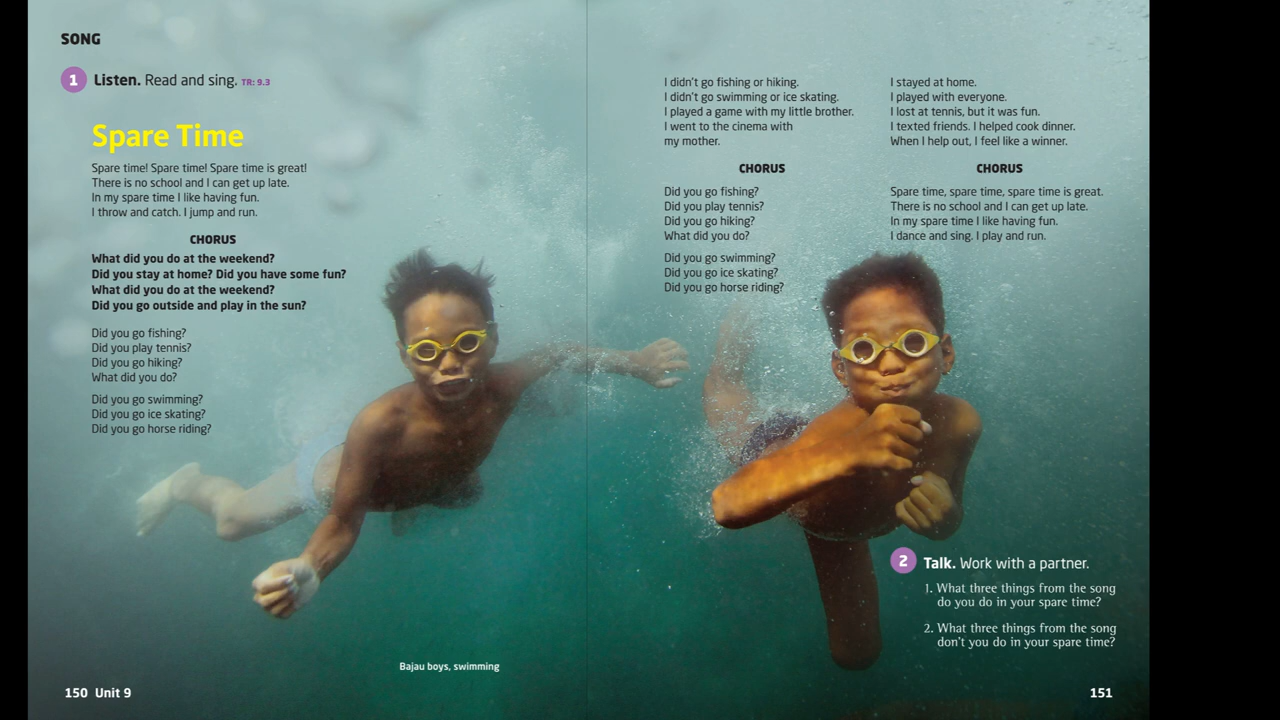 SONG
1 Listen. Read and sing. TR: 9.3
Spare Time
Spare time! Spare time! Spare time is great!
There is no school and I can get up late.
In my spare time I like having fun.
I throw and catch. I jump and run.
CHORUS
What did you do at the weekend?
Did you stay at home? Did you have some fun?
What did you do at the weekend?
Did you go outside and play in the sun?
Did you go fishing?
Did you play tennis?
Did you go hiking?
What did you do?
Did you go swimming?
Did you go ice skating?
Did you go horse riding?
Bajau boys, swimming
150 Unit 9
I didn't go fishing or hiking.
I didn't go swimming or ice skating.
I played a game with my little brother.
I went to the cinema with
my mother.
CHORUS
Did you go fishing?
Did you play tennis?
Did you go hiking?
What did you do?
Did you go swimming?
Did you go ice skating?
Did you go horse riding?
I stayed at home.
I played with everyone.
I lost at tennis, but it was fun.
I texted friends. I helped cook dinner.
When I help out, I feel like a winner.
CHORUS
Spare time, spare time, spare time is great.
There is no school and I can get up late.
In my spare time I like having fun.
I dance and sing. I play and run.
2 Talk. Work with a partner.
1. What three things from the song
do you do in your spare time?
2. What three things from the song
don't you do in your spare time?
151